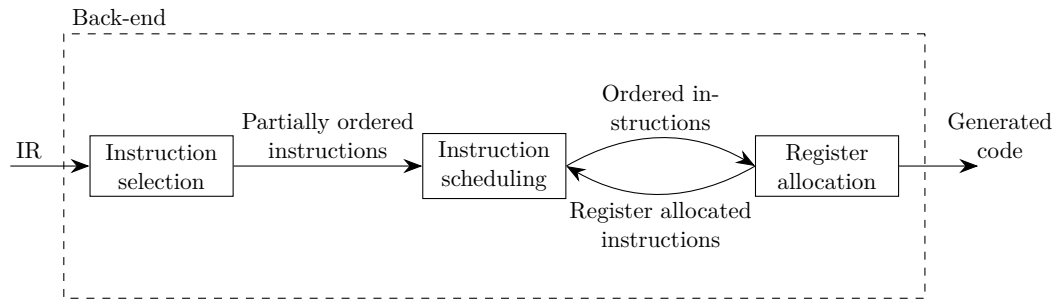 Back-end
IR
Instruction
selection
Partially ordered
instructions
Instruction
scheduling
Ordered in-
structions
Register allocated
instructions
Register
allocation
Generated
code